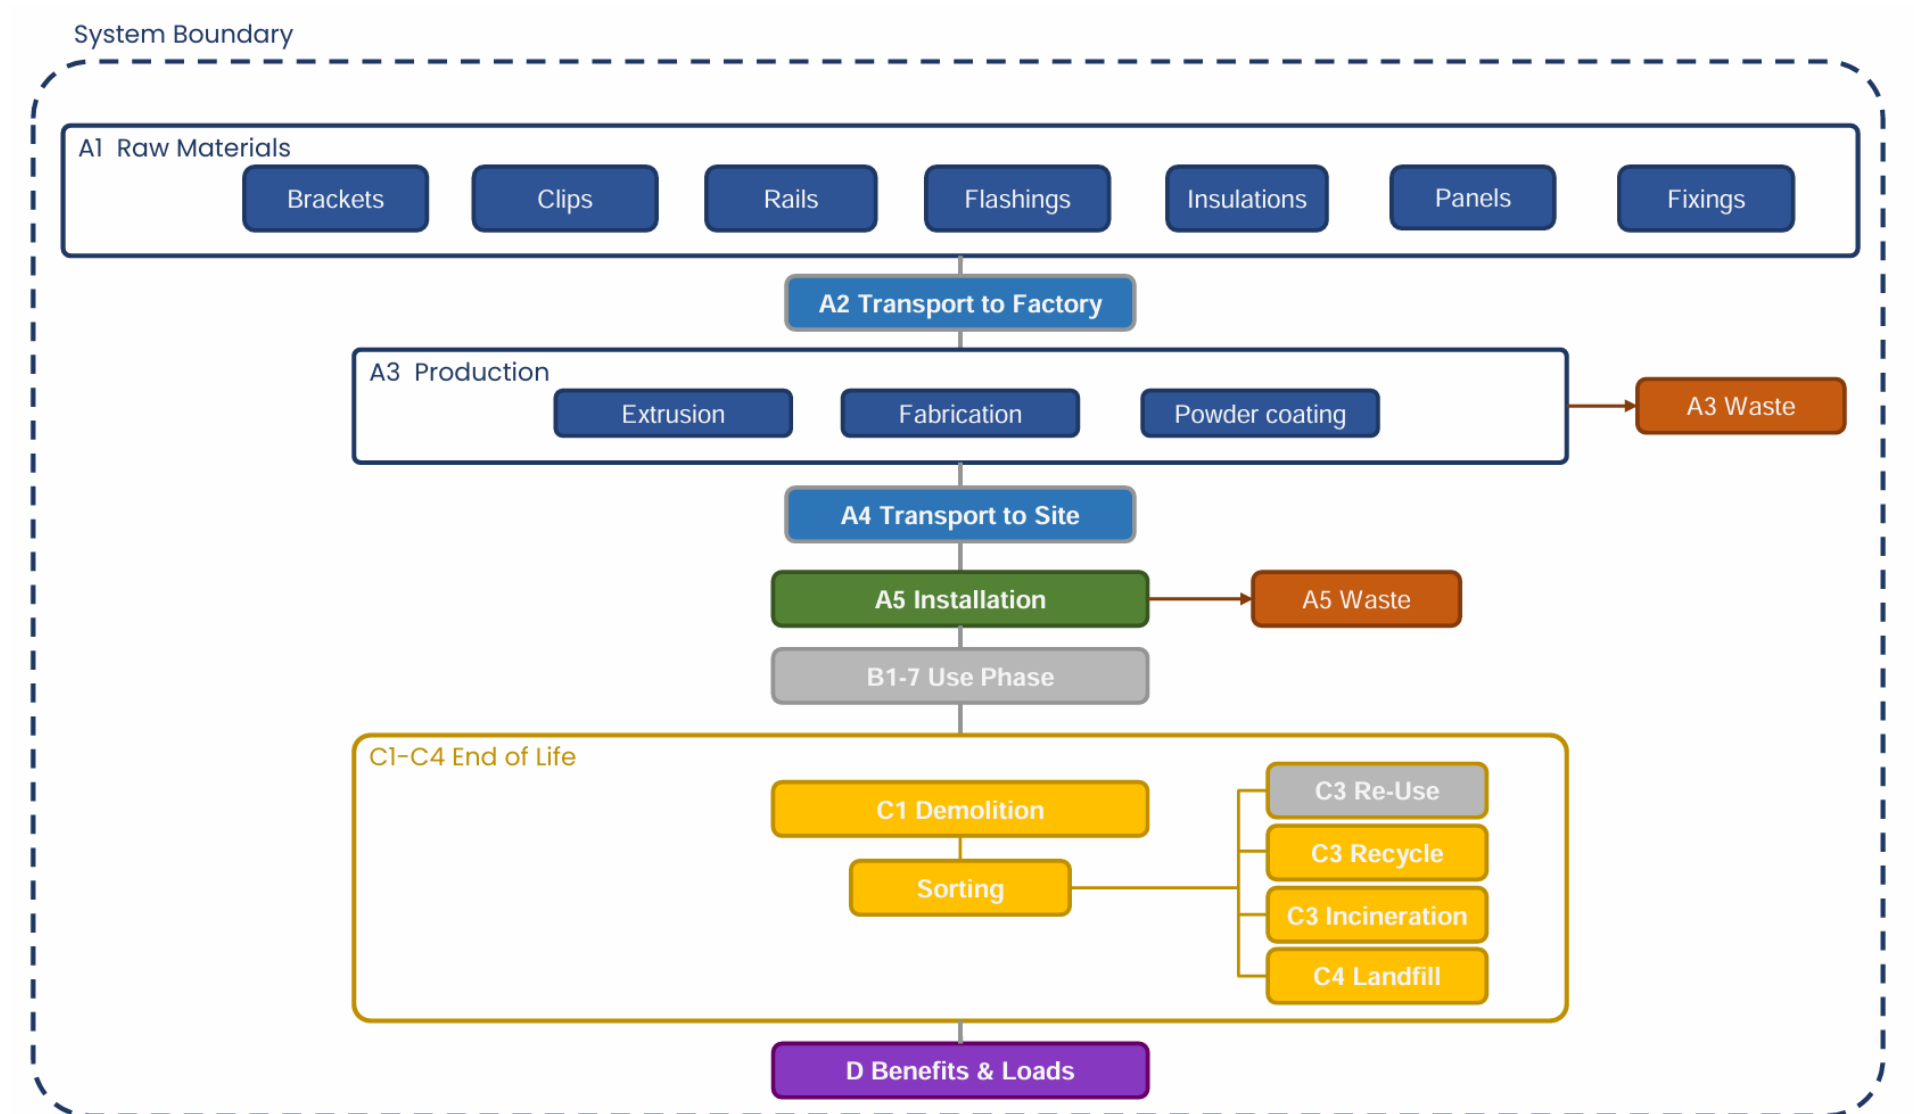 System Boundary
A1 Raw Materials
Brackets
Clips
Rails
Flashings
Insulations
Panels
Fixings
A2 Transport to Factory
A3 Production
Extrusion
Fabrication
Powder coating
A3 Waste
A4 Transport to Site
A5 Installation
A5 Waste
B1-7 Use Phase
C1-C4 End of Life
C1 Demolition
Sorting
C3 Re-Use
C3 Recycle
C3 Incineration
C4 Landfill
D Benefits & Loads